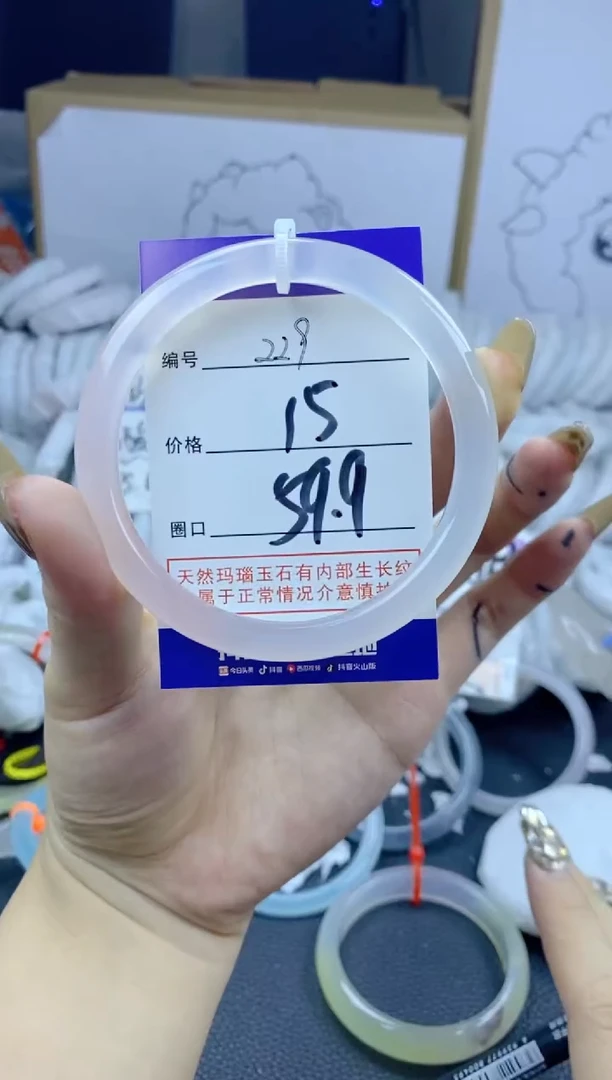 编号 229
价格 15
圈口 59.9
天然玛瑙玉石有内部生长纹
属于正常情况介意慎拍
今日头条 抖音 西瓜视频 抖音火山版